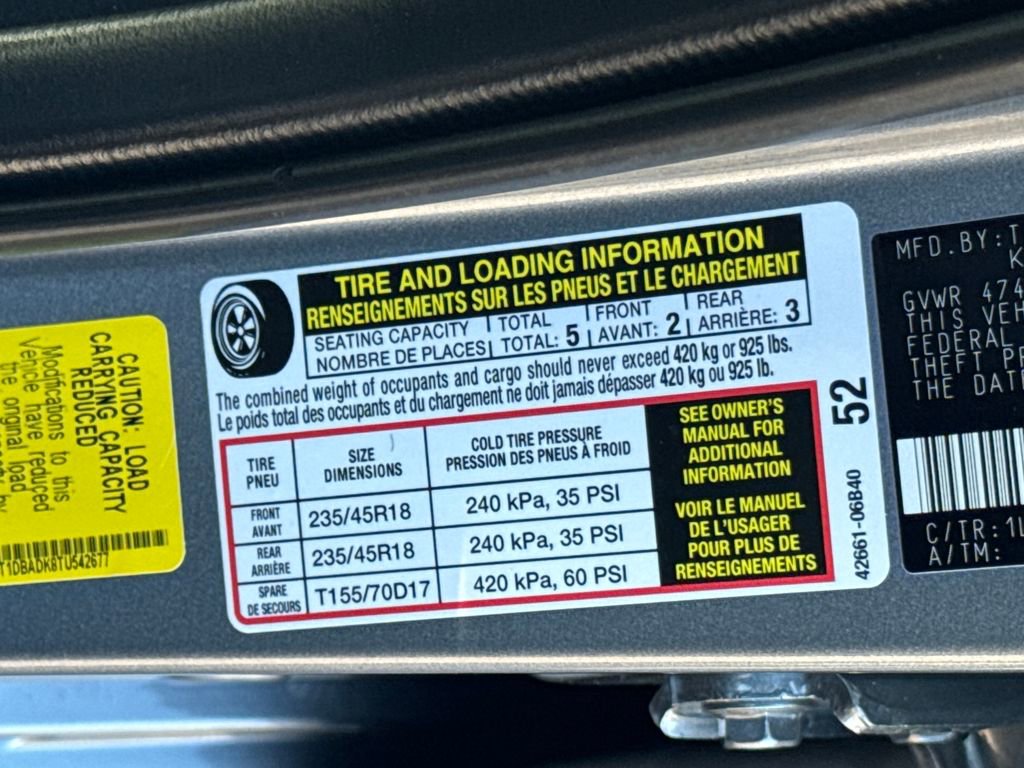 CAUTION: LOAD
CARRYING CAPACITY
REDUCED
Modifications to this
Vehicle have reduced
the original load
by
T1DBADK8TU542677
TIRE AND LOADING INFORMATION
RENSEIGNEMENTS SUR LES PNEUS ET LE CHARGEMENT
SEATING CAPACITY TOTAL FRONT REAR
NOMBRE DE PLACES TOTAL: 5 AVANT: 2 ARRIÈRE: 3
The combined weight of occupants and cargo should never exceed 420 kg or 925 lbs.
Le poids total des occupants et du chargement ne doit jamais dépasser 420 kg ou 925 lb.
TIRE SIZE COLD TIRE PRESSURE
PNEU DIMENSIONS PRESSION DES PNEUS À FROID
FRONT
AVANT 235/45R18 240 kPa, 35 PSI
REAR
ARRIÈRE 235/45R18 240 kPa, 35 PSI
SPARE
DE SECOURS T155/70D17 420 kPa, 60 PSI
SEE OWNER'S
MANUAL FOR
ADDITIONAL
INFORMATION
VOIR LE MANUEL
DE L'USAGER
POUR PLUS DE
RENSEIGNEMENTS
52
42661-06B40
MFD.BY:T
K
GVWR 474
THIS VEH
FEDERAL
THEFT PR
THE DAT
C/TR:1L
A/TM: